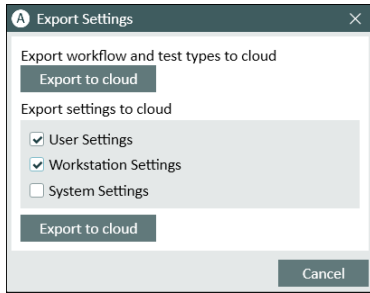 A Export Settings
Export workflow and test types to cloud
Export to cloud
Export settings to cloud
User Settings
Workstation Settings
System Settings
Export to cloud
Cancel